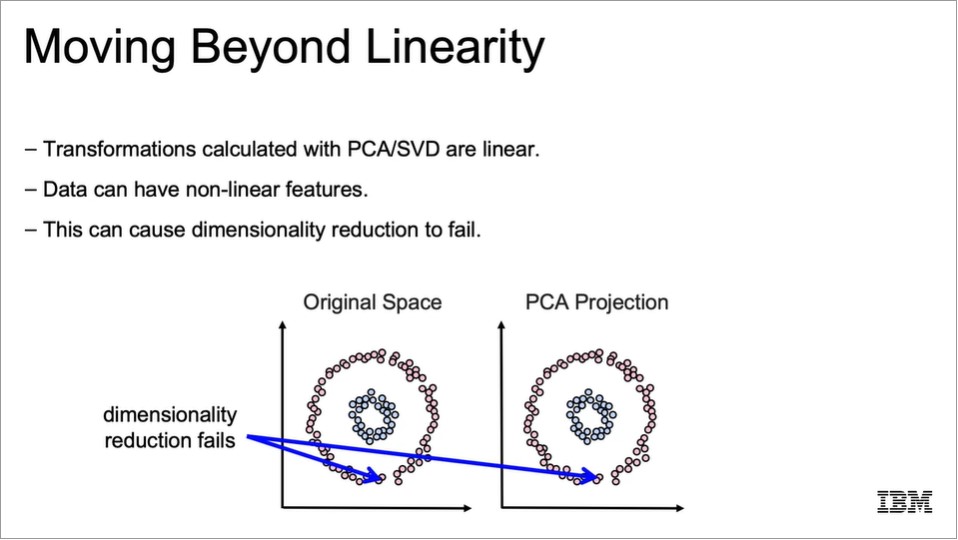 Moving Beyond Linearity
– Transformations calculated with PCA/SVD are linear.
– Data can have non-linear features.
– This can cause dimensionality reduction to fail.
Original Space
PCA Projection
dimensionality
reduction fails
IBM